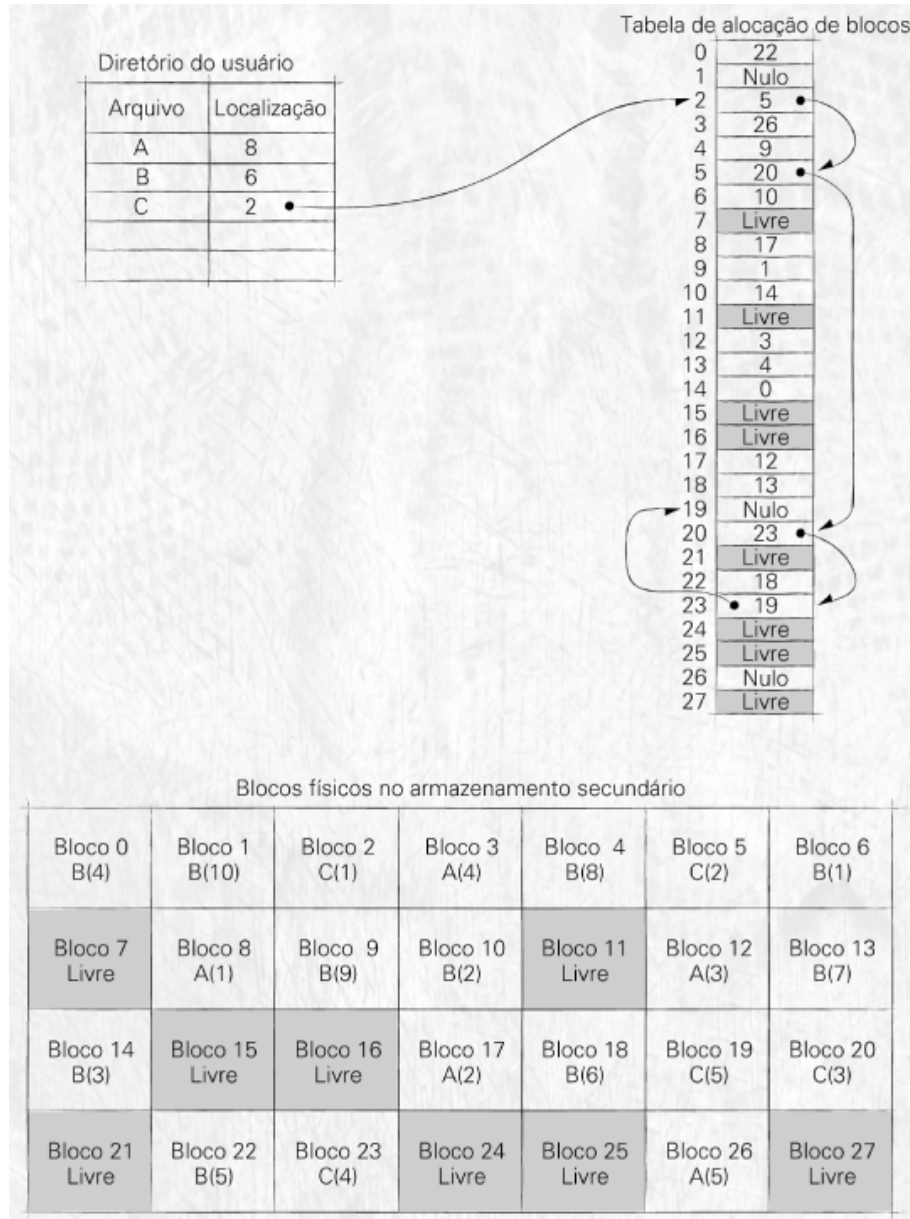 Diretório do usuário
Arquivo Localização
A 8
B 6
C 2
Tabela de alocação de blocos
0 22
1 Nulo
2 5
3 26
4 9
5 20
6 10
7 Livre
8 17
9 1
10 14
11 Livre
12 3
13 4
14 0
15 Livre
16 Livre
17 12
18 13
19 Nulo
20 23
21 Livre
22 18
23 19
24 Livre
25 Livre
26 Nulo
27 Livre
Blocos físicos no armazenamento secundário
Bloco 0 Bloco 1 Bloco 2 Bloco 3 Bloco 4 Bloco 5 Bloco 6
B(4) B(10) C(1) A(4) B(8) C(2) B(1)
Bloco 7 Bloco 8 Bloco 9 Bloco 10 Bloco 11 Bloco 12 Bloco 13
Livre A(1) B(9) B(2) Livre A(3) B(7)
Bloco 14 Bloco 15 Bloco 16 Bloco 17 Bloco 18 Bloco 19 Bloco 20
B(3) Livre Livre A(2) B(6) C(5) C(3)
Bloco 21 Bloco 22 Bloco 23 Bloco 24 Bloco 25 Bloco 26 Bloco 27
Livre B(5) C(4) Livre Livre A(5) Livre